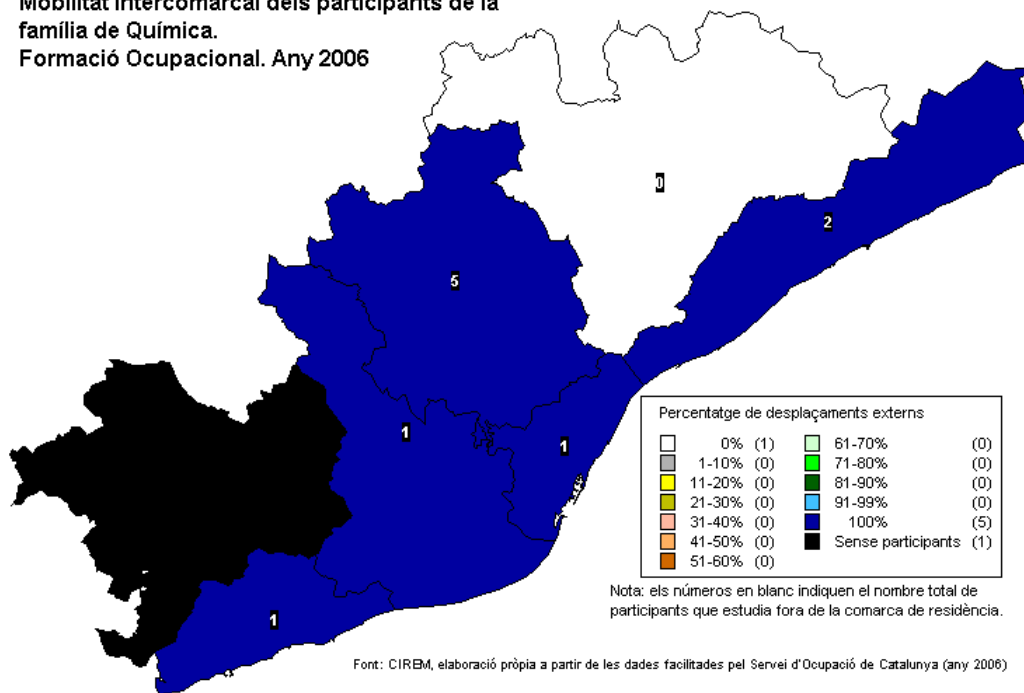 Mobilitat intercomarcal dels participants de la
família de Química.
Formació Ocupacional. Any 2006
0
2
5
1
1
1
Percentatge de desplaçaments externs
0% (1) 61-70% (0)
1-10% (0) 71-80% (0)
11-20% (0) 81-90% (0)
21-30% (0) 91-99% (0)
31-40% (0) 100% (5)
41-50% (0) Sense participants (1)
51-60% (0)
Nota: els números en blanc indiquen el nombre total de
participants que estudia fora de la comarca de residència.
Font: CIREM, elaboració pròpia a partir de les dades facilitades pel Servei d'Ocupació de Catalunya (any 2006)